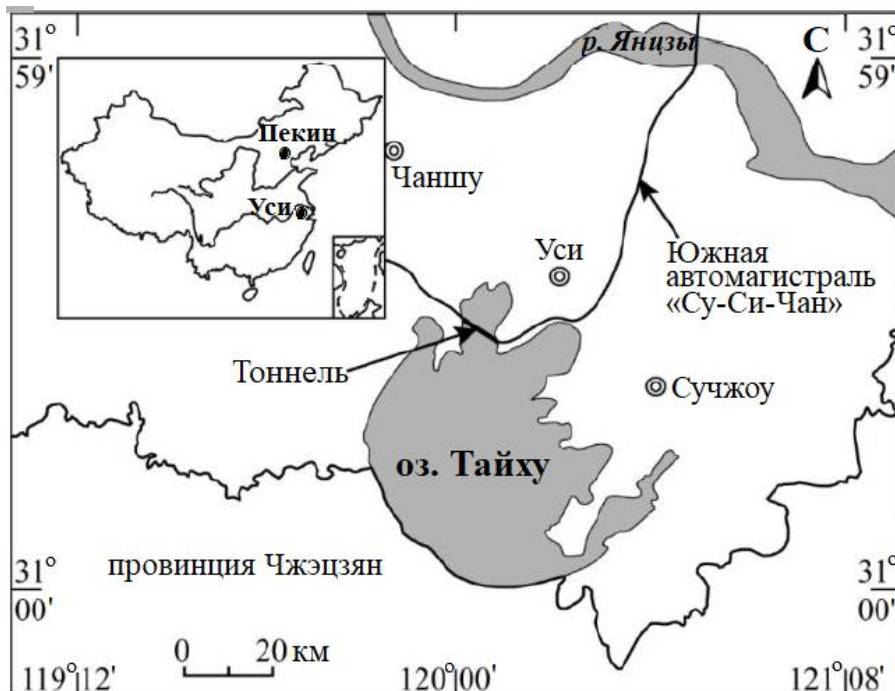 31°
59'
р. Янцзы
С
31°
59'
Пекин
Чаншу
Уси
Уси
Южная
автомагистраль
«Су-Си-Чан»
Тоннель
Сучжоу
оз. Тайху
провинция Чжэцзян
31°
00'
31°
00'
0 20 км
119°12' 120°00' 121°08'